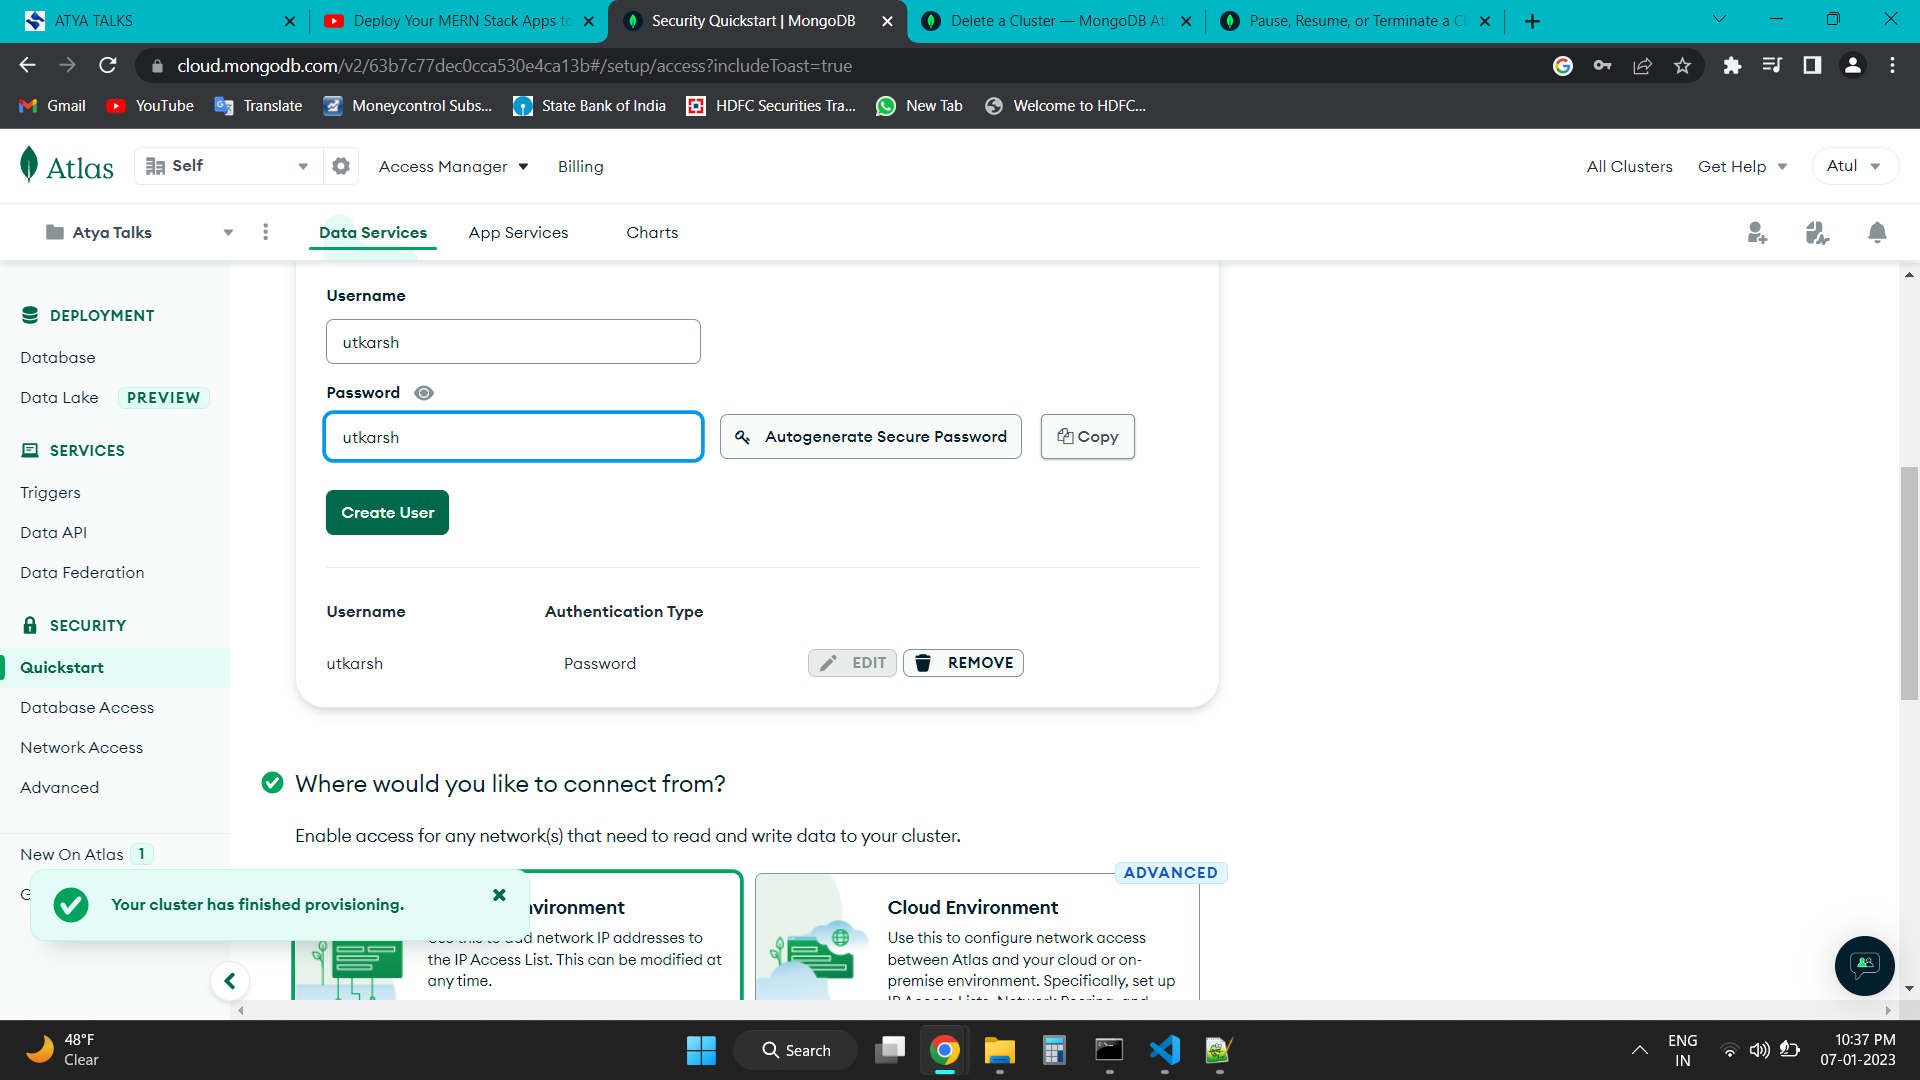 ATYA TALKS
Deploy Your MERN Stack Apps to
Security Quickstart | MongoDB
Delete a Cluster — MongoDB Atl
Pause, Resume, or Terminate a Cl
cloud.mongodb.com/v2/63b7c77dec0cca530e4ca13b#/setup/access?includeToast=true
Gmail
YouTube
Translate
Moneycontrol Subs...
State Bank of India
HDFC Securities Tra...
New Tab
Welcome to HDFC...
Atlas
Self
Access Manager
Billing
All Clusters
Get Help
Atul
Atya Talks
Data Services
App Services
Charts
DEPLOYMENT
Database
Data Lake PREVIEW
SERVICES
Triggers
Data API
Data Federation
SECURITY
Quickstart
Database Access
Network Access
Advanced
New On Atlas 1
G
Username
utkarsh
Password
utkarsh
Autogenerate Secure Password
Copy
Create User
Username Authentication Type
utkarsh Password EDIT REMOVE
Where would you like to connect from?
Enable access for any network(s) that need to read and write data to your cluster.
ADVANCED
Your cluster has finished provisioning.
vironment
network IP addresses to
the IP Access List. This can be modified at
any time.
Cloud Environment
Use this to configure network access
between Atlas and your cloud or on-
premise environment. Specifically, set up
48°F
Clear
Search
ENG
IN
10:37 PM
07-01-2023